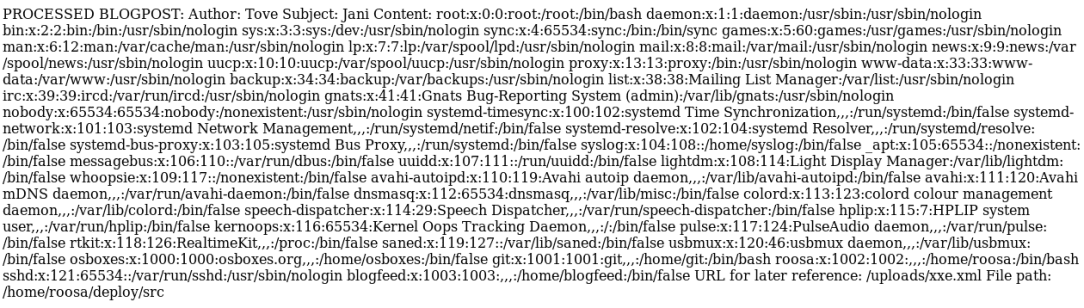 PROCESSED BLOGPOST: Author: Tove Subject: Jani Content: root:x:0:0:root:/root:/bin/bash daemon:x:1:1:daemon:/usr/sbin:/usr/sbin/nologin
bin:x:2:2:bin:/bin:/usr/sbin/nologin sys:x:3:3:sys:/dev:/usr/sbin/nologin sync:x:4:65534:sync:/bin:/bin/sync games:x:5:60:games:/usr/games:/usr/sbin/nologin
man:x:6:12:man:/var/cache/man:/usr/sbin/nologin lp:x:7:7:lp:/var/spool/lpd:/usr/sbin/nologin mail:x:8:8:mail:/var/mail:/usr/sbin/nologin news:x:9:9:news:/var
/spool/news:/usr/sbin/nologin uucp:x:10:10:uucp:/var/spool/uucp:/usr/sbin/nologin proxy:x:13:13:proxy:/bin:/usr/sbin/nologin www-data:x:33:33:www-
data:/var/www:/usr/sbin/nologin backup:x:34:34:backup:/var/backups:/usr/sbin/nologin list:x:38:38:Mailing List Manager:/var/list:/usr/sbin/nologin
irc:x:39:39:ircd:/var/run/ircd:/usr/sbin/nologin gnats:x:41:41:Gnats Bug-Reporting System (admin):/var/lib/gnats:/usr/sbin/nologin
nobody:x:65534:65534:nobody:/nonexistent:/usr/sbin/nologin systemd-timesync:x:100:102:systemd Time Synchronization,,,:/run/systemd:/bin/false systemd-
network:x:101:103:systemd Network Management,,,:/run/systemd/netif:/bin/false systemd-resolve:x:102:104:systemd Resolver,,,:/run/systemd/resolve:
/bin/false systemd-bus-proxy:x:103:105:systemd Bus Proxy,,,:/run/systemd:/bin/false syslog:x:104:108::/home/syslog:/bin/false _apt:x:105:65534::/nonexistent:
/bin/false messagebus:x:106:110::/var/run/dbus:/bin/false uuidd:x:107:111::/run/uuidd:/bin/false lightdm:x:108:114:Light Display Manager:/var/lib/lightdm:
/bin/false whoopsie:x:109:117::/nonexistent:/bin/false avahi-autoipd:x:110:119:Avahi autoip daemon,,,:/var/lib/avahi-autoipd:/bin/false avahi:x:111:120:Avahi
mDNS daemon,,,:/var/run/avahi-daemon:/bin/false dnsmasq:x:112:65534:dnsmasq,,,:/var/lib/misc:/bin/false colord:x:113:123:colord colour management
daemon,,,:/var/lib/colord:/bin/false speech-dispatcher:x:114:29:Speech Dispatcher,,,:/var/run/speech-dispatcher:/bin/false hplip:x:115:7:HPLIP system
user,,,:/var/run/hplip:/bin/false kernoops:x:116:65534:Kernel Oops Tracking Daemon,,,:/:/bin/false pulse:x:117:124:PulseAudio daemon,,,:/var/run/pulse:
/bin/false rtkit:x:118:126:RealtimeKit,,,:/proc:/bin/false saned:x:119:127::/var/lib/saned:/bin/false usbmux:x:120:46:usbmux daemon,,,:/var/lib/usbmux:
/bin/false osboxes:x:1000:1000:osboxes.org,,,:/home/osboxes:/bin/false git:x:1001:1001:git,,,:/home/git:/bin/bash roosa:x:1002:1002:,,,:/home/roosa:/bin/bash
sshd:x:121:65534::/var/run/sshd:/usr/sbin/nologin blogfeed:x:1003:1003:,,,:/home/blogfeed:/bin/false URL for later reference: /uploads/xxe.xml File path:
/home/roosa/deploy/src